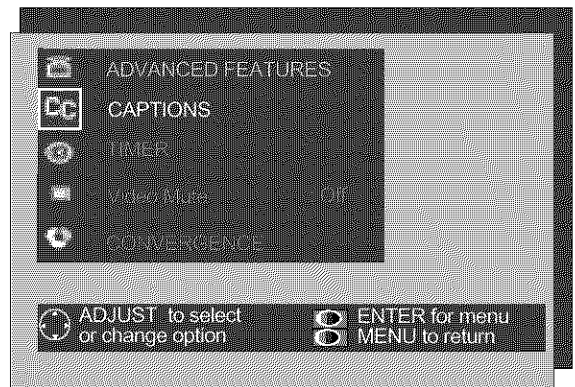 ADVANCED FEATURES
CC CAPTIONS
TIMER
Video Mute : Off
CONVERGENCE
ADJUST to select
or change option
ENTER for menu
MENU to return